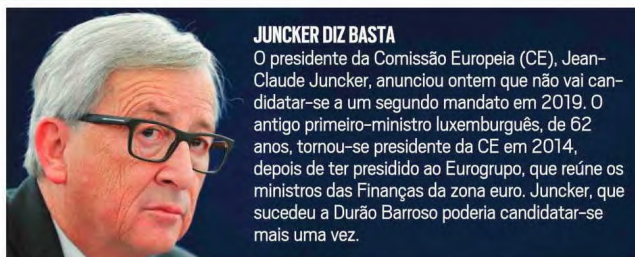 JUNCKER DIZ BASTA
O presidente da Comissão Europeia (CE), Jean-
Claude Juncker, anunciou ontem que não vai can-
didatar-se a um segundo mandato em 2019. O
antigo primeiro-ministro luxemburguês, de 62
anos, tornou-se presidente da CE em 2014,
depois de ter presidido ao Eurogrupo, que reúne os
ministros das Finanças da zona euro. Juncker, que
sucedeu a Durão Barroso poderia candidatar-se
mais uma vez.